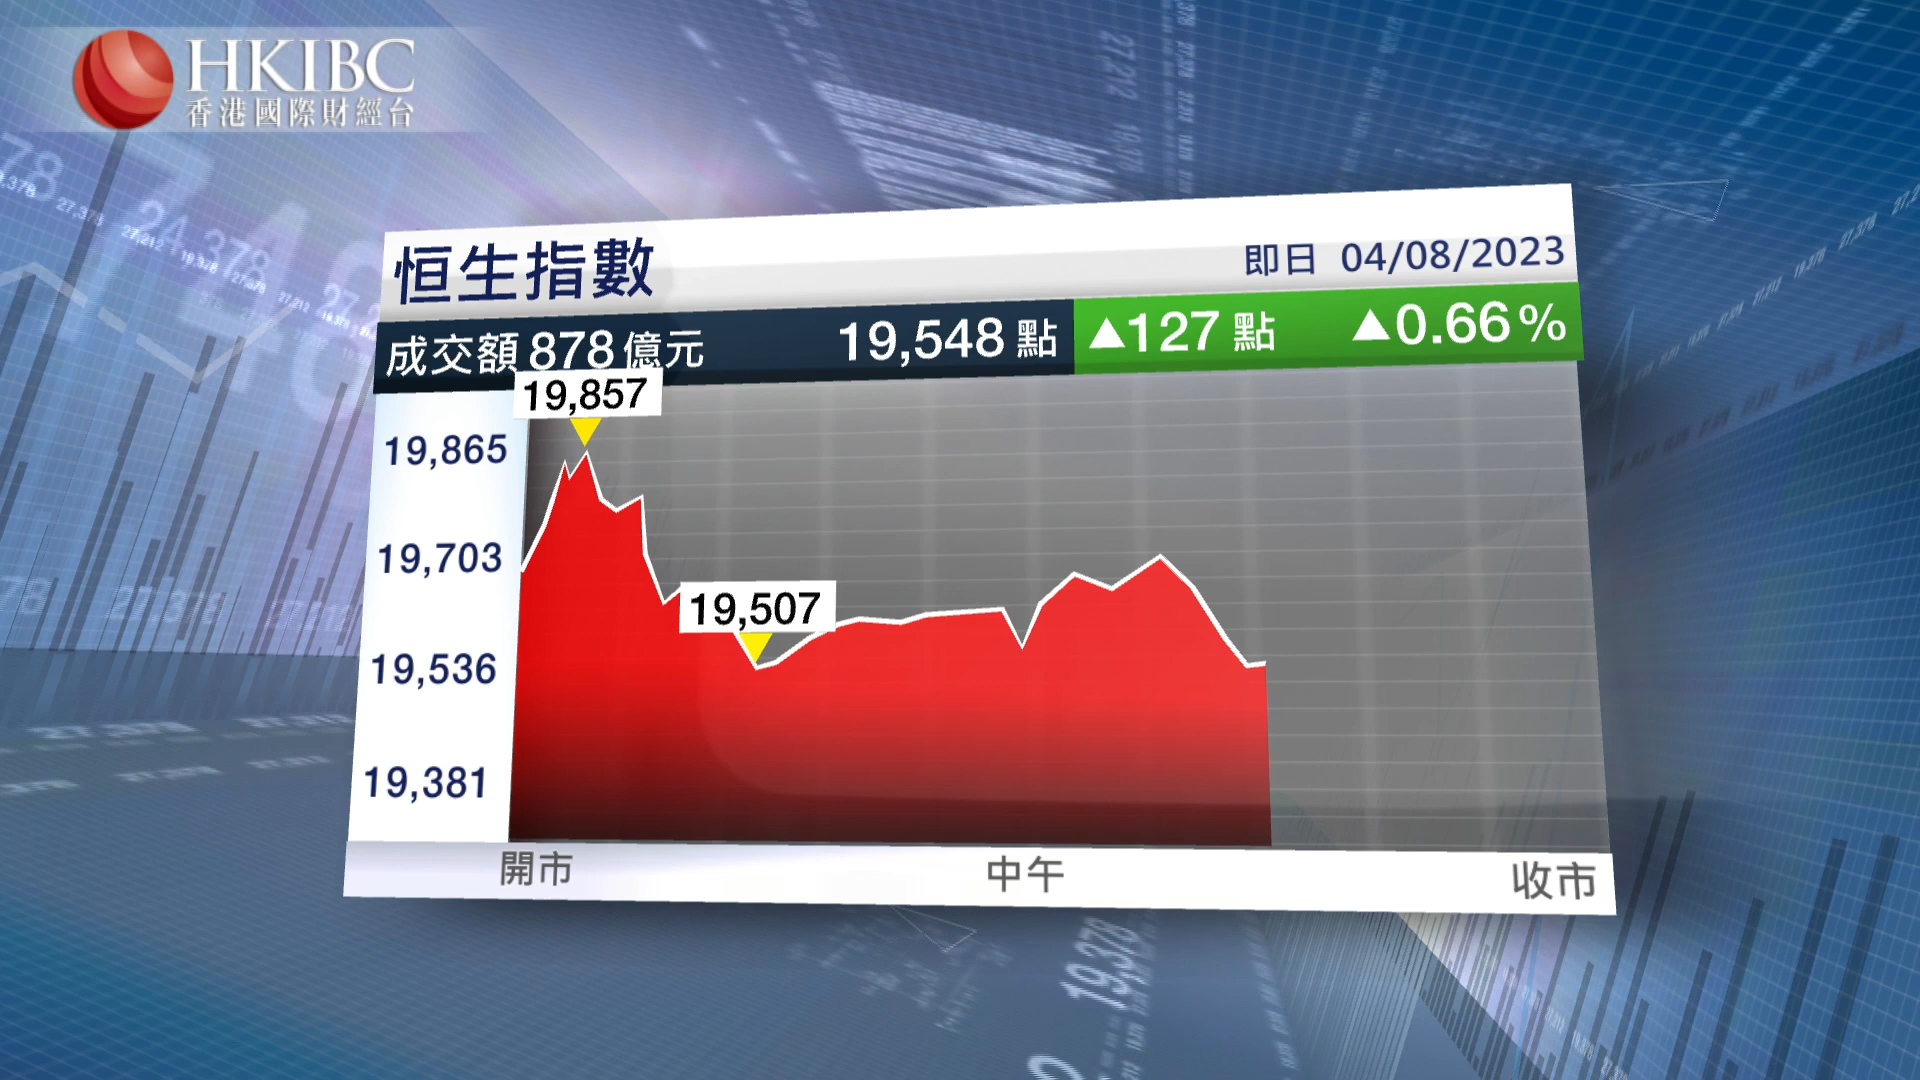 HKIBC
香港國際財經台
恒生指數
即日 04/08/2023
成交額 878 億元 19,548 點 ▲127 點 ▲0.66%
19,857
19,865
19,703
19,507
19,536
19,381
開市 中午 收市